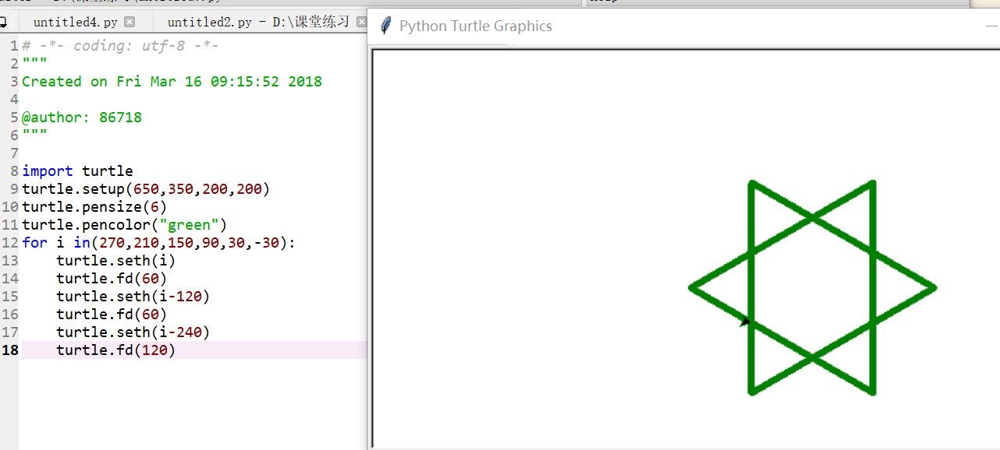 untitled4.py
untitled2.py - D:\课堂练习
Python Turtle Graphics
1 # -*- coding: utf-8 -*-
2 """
3 Created on Fri Mar 16 09:15:52 2018
4
5 @author: 86718
6 """
7
8 import turtle
9 turtle.setup(650,350,200,200)
10 turtle.pensize(6)
11 turtle.pencolor("green")
12 for i in(270,210,150,90,30,-30):
13     turtle.seth(i)
14     turtle.fd(60)
15     turtle.seth(i-120)
16     turtle.fd(60)
17     turtle.seth(i-240)
18     turtle.fd(120)